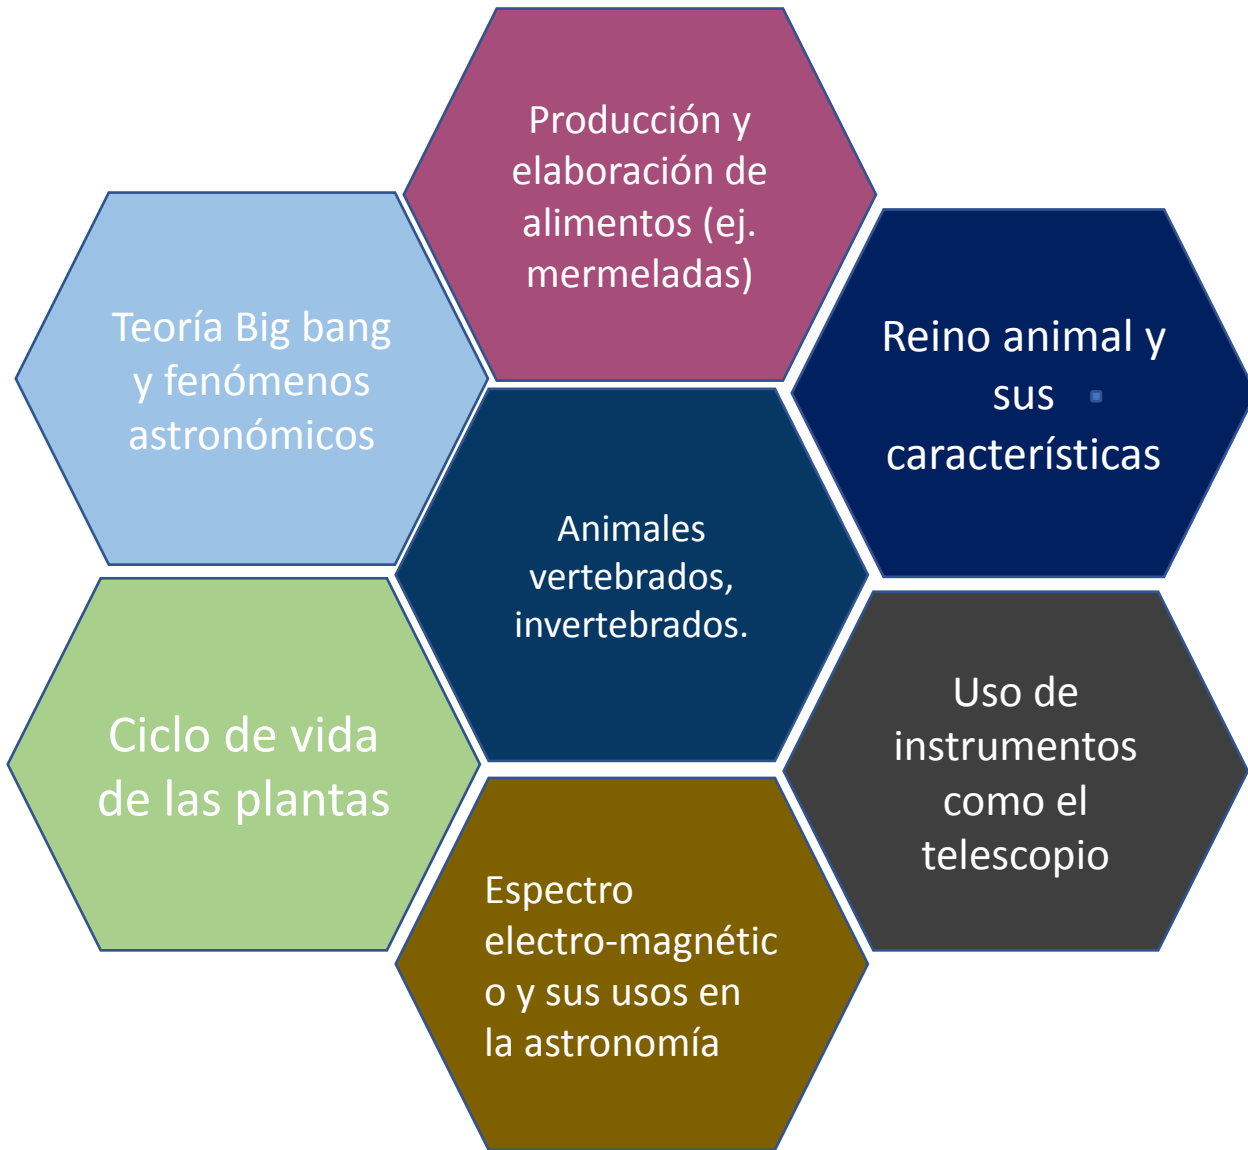 Producción y
elaboración de
alimentos (ej.
mermeladas)
Teoría Big bang
y fenómenos
astronómicos
Reino animal y
sus
características
Animales
vertebrados,
invertebrados.
Ciclo de vida
de las plantas
Uso de
instrumentos
como el
telescopio
Espectro
electro-magnétic
o y sus usos en
la astronomía